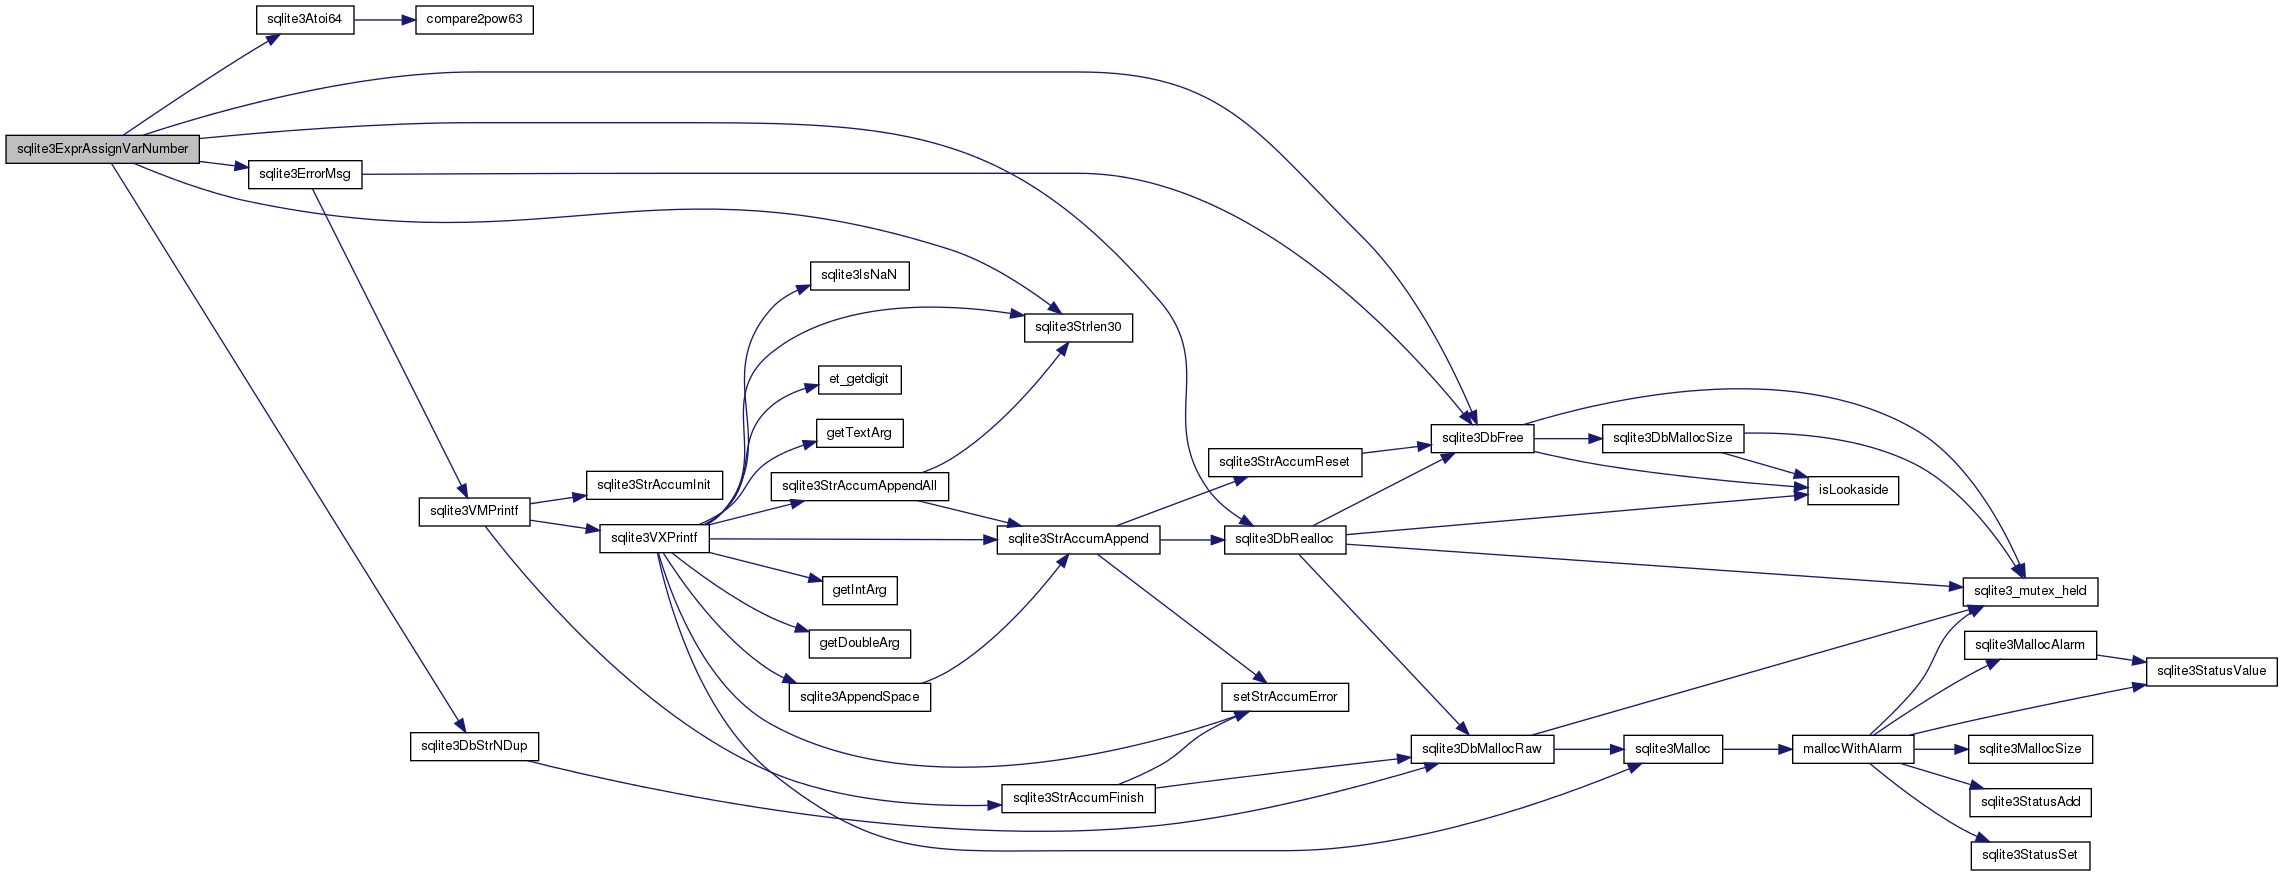 sqlite3Atoi64
compare2pow63
sqlite3ExprAssignVarNumber
sqlite3ErrorMsg
sqlite3IsNaN
sqlite3Strlen30
et_getdigit
getTextArg
sqlite3DbFree
sqlite3DbMallocSize
sqlite3StrAccumReset
sqlite3StrAccumInit
sqlite3StrAccumAppendAll
isLookaside
sqlite3VMPrintf
sqlite3VXPrintf
sqlite3StrAccumAppend
sqlite3DbRealloc
getIntArg
sqlite3_mutex_held
getDoubleArg
sqlite3MallocAlarm
sqlite3StatusValue
sqlite3AppendSpace
setStrAccumError
sqlite3DbStrNDup
sqlite3DbMallocRaw
sqlite3Malloc
mallocWithAlarm
sqlite3MallocSize
sqlite3StrAccumFinish
sqlite3StatusAdd
sqlite3StatusSet